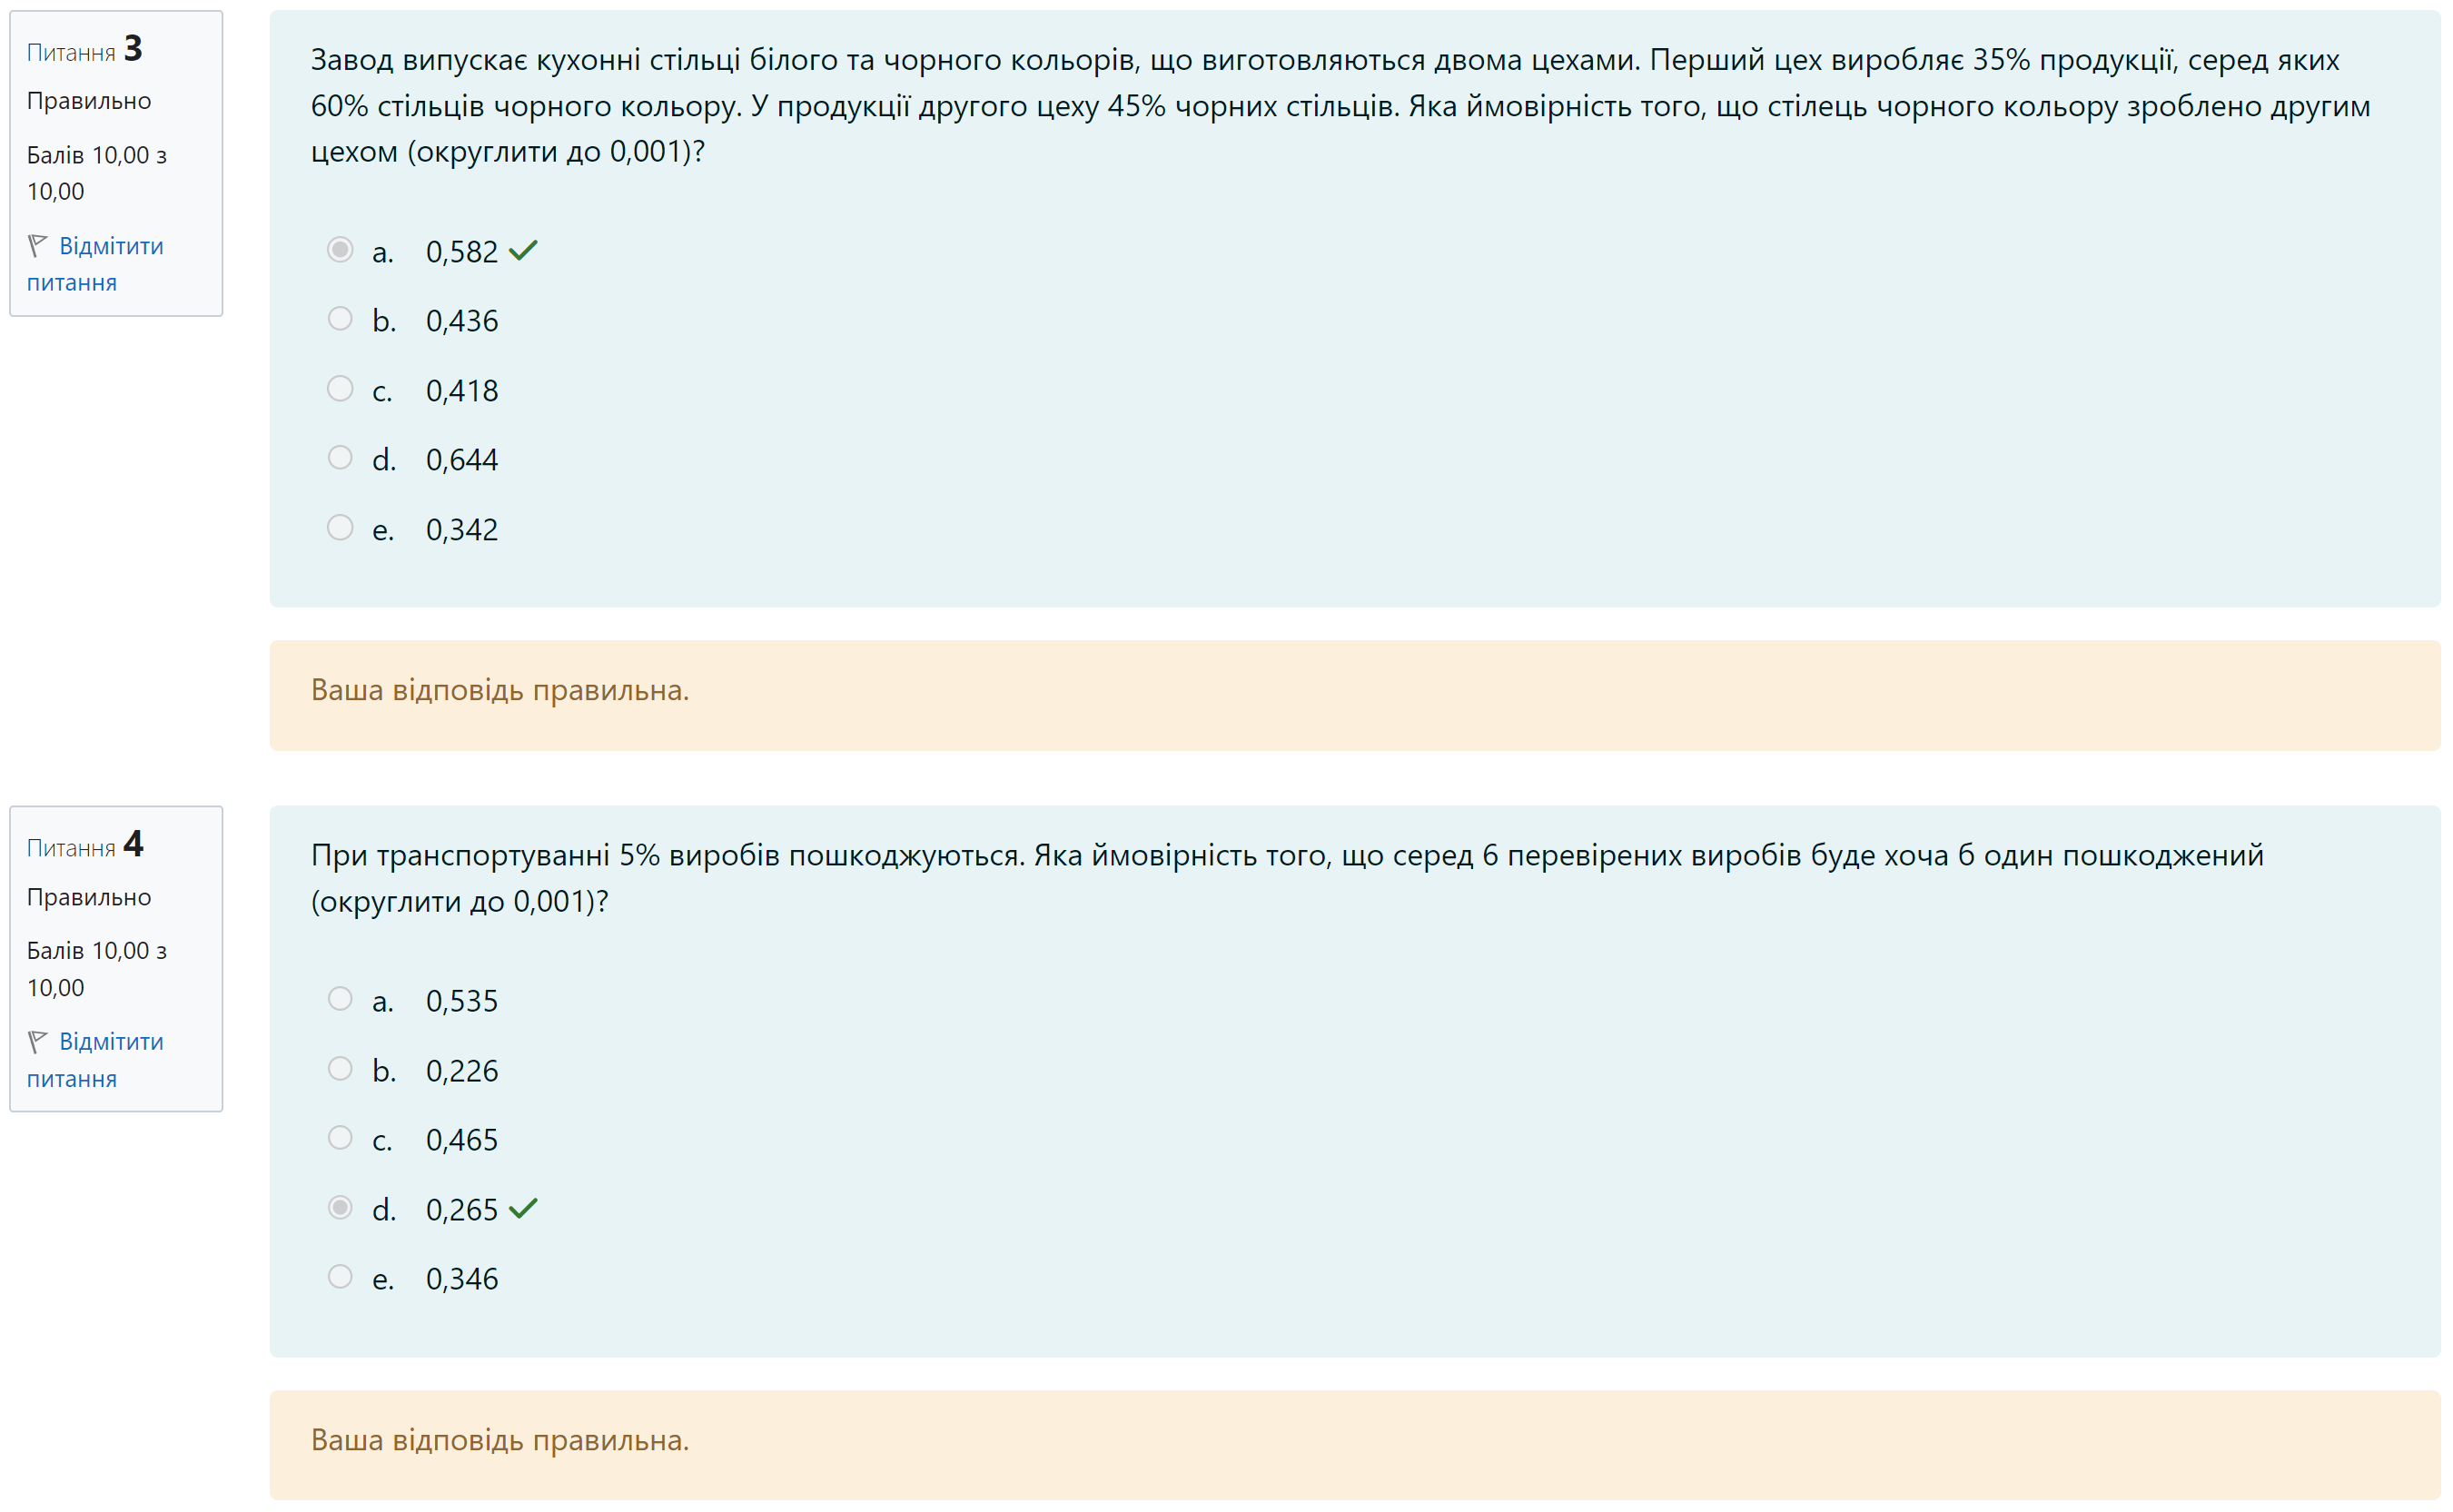 Питання 3
Правильно
Балів 10,00 з
10,00
Відмітити
питання
Завод випускає кухонні стільці білого та чорного кольорів, що виготовляються двома цехами. Перший цех виробляє 35% продукції, серед яких
60% стільців чорного кольору. У продукції другого цеху 45% чорних стільців. Яка ймовірність того, що стілець чорного кольору зроблено другим
цехом (округлити до 0,001)?
a. 0,582
b. 0,436
c. 0,418
d. 0,644
e. 0,342
Ваша відповідь правильна.
Питання 4
Правильно
Балів 10,00 з
10,00
Відмітити
питання
При транспортуванні 5% виробів пошкоджуються. Яка ймовірність того, що серед 6 перевірених виробів буде хоча б один пошкоджений
(округлити до 0,001)?
a. 0,535
b. 0,226
c. 0,465
d. 0,265
e. 0,346
Ваша відповідь правильна.